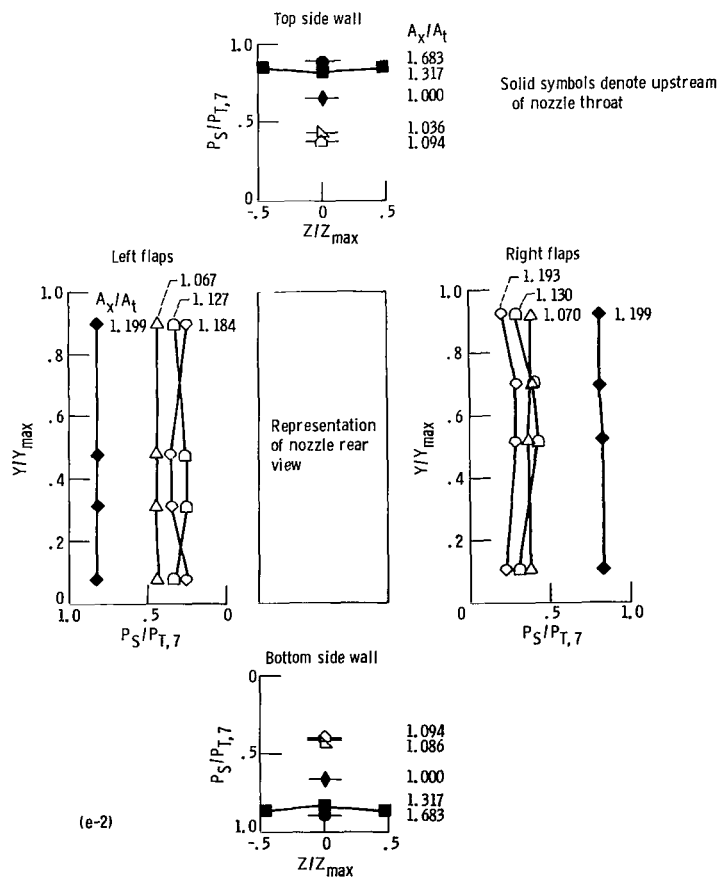 Top side wall
A_x/A_t
1.0
.5
0
P_S/P_T,7
1.683
1.317
1.000
1.036
1.094
-.5 0 .5
Z/Z_max
Solid symbols denote upstream
of nozzle throat
Left flaps
1.067
1.127
A_x/A_t
1.199
1.184
1.0
.8
.6
.4
.2
0
Y/Y_max
1.0 .5 0
P_S/P_T,7
Representation
of nozzle rear
view
Right flaps
1.193
1.130
1.070
1.199
1.0
.8
.6
.4
.2
0
Y/Y_max
0 .5 1.0
P_S/P_T,7
Bottom side wall
0
.5
1.0
P_S/P_T,7
1.094
1.086
1.000
1.317
1.683
-.5 0 .5
Z/Z_max
(e-2)